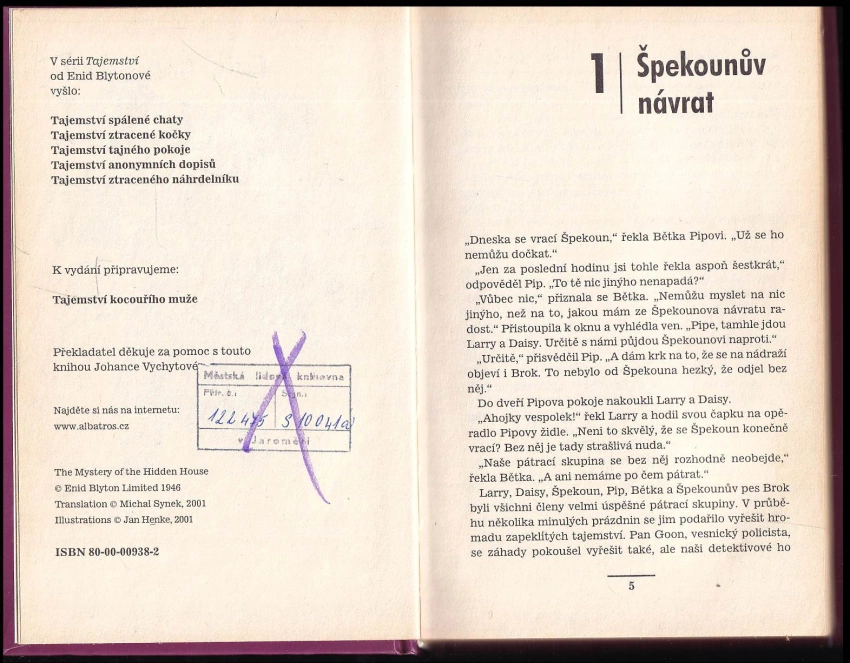 V sérii Tajemství
od Enid Blytonové
vyšlo:
Tajemství spálené chaty
Tajemství ztracené kočky
Tajemství tajného pokoje
Tajemství anonymních dopisů
Tajemství ztraceného náhrdelníku
K vydání připravujeme:
Tajemství kocouřího muže
Překladatel děkuje za pomoc s touto
knihou Johance Vychytové
Městská lidová knihovna
Přír. č.: Sign.:
122475 S 10041a
v Jaroměři
Najděte si nás na internetu:
www.albatros.cz
The Mystery of the Hidden House
© Enid Blyton Limited 1946
Translation © Michal Synek, 2001
Illustrations © Jan Henke, 2001
ISBN 80-00-00938-2
1 Špekounův
návrat
„Dneska se vrací Špekoun,“ řekla Bětka Pipovi. „Už se ho
nemůžu dočkat.“
„Jen za poslední hodinu jsi tohle řekla aspoň šestkrát,“
odpověděl Pip. „To tě nic jinýho nenapadá?“
„Vůbec nic,“ přiznala se Bětka. „Nemůžu myslet na nic
jinýho, než na to, jakou mám ze Špekounova návratu ra-
dost.“ Přistoupila k oknu a vyhlédla ven. „Pipe, tamhle jdou
Larry a Daisy. Určitě s námi půjdou Špekounovi naproti.“
„Určitě,“ přisvědčil Pip. „A dám krk na to, že se na nádraží
objeví i Brok. To nebylo od Špekouna hezký, že odjel bez
něj.“
Do dveří Pipova pokoje nakoukli Larry a Daisy.
„Ahojky vespolek!“ řekl Larry a hodil svou čapku na opě-
radlo Pipovy židle. „Neni to skvělý, že se Špekoun konečně
vrací? Bez něj je tady strašlivá nuda.“
„Naše pátrací skupina se bez něj rozhodně neobejde,“
řekla Bětka. „A ani nemáme po čem pátrat.“
Larry, Daisy, Špekoun, Pip, Bětka a Špekounův pes Brok
byli všichni členy velmi úspěšné pátrací skupiny. V průbě-
hu několika minulých prázdnin se jim podařilo vyřešit hro-
madu zapeklitých tajemství. Pan Goon, vesnický policista,
se záhady pokoušel vyřešit také, ale naši detektivové ho
5